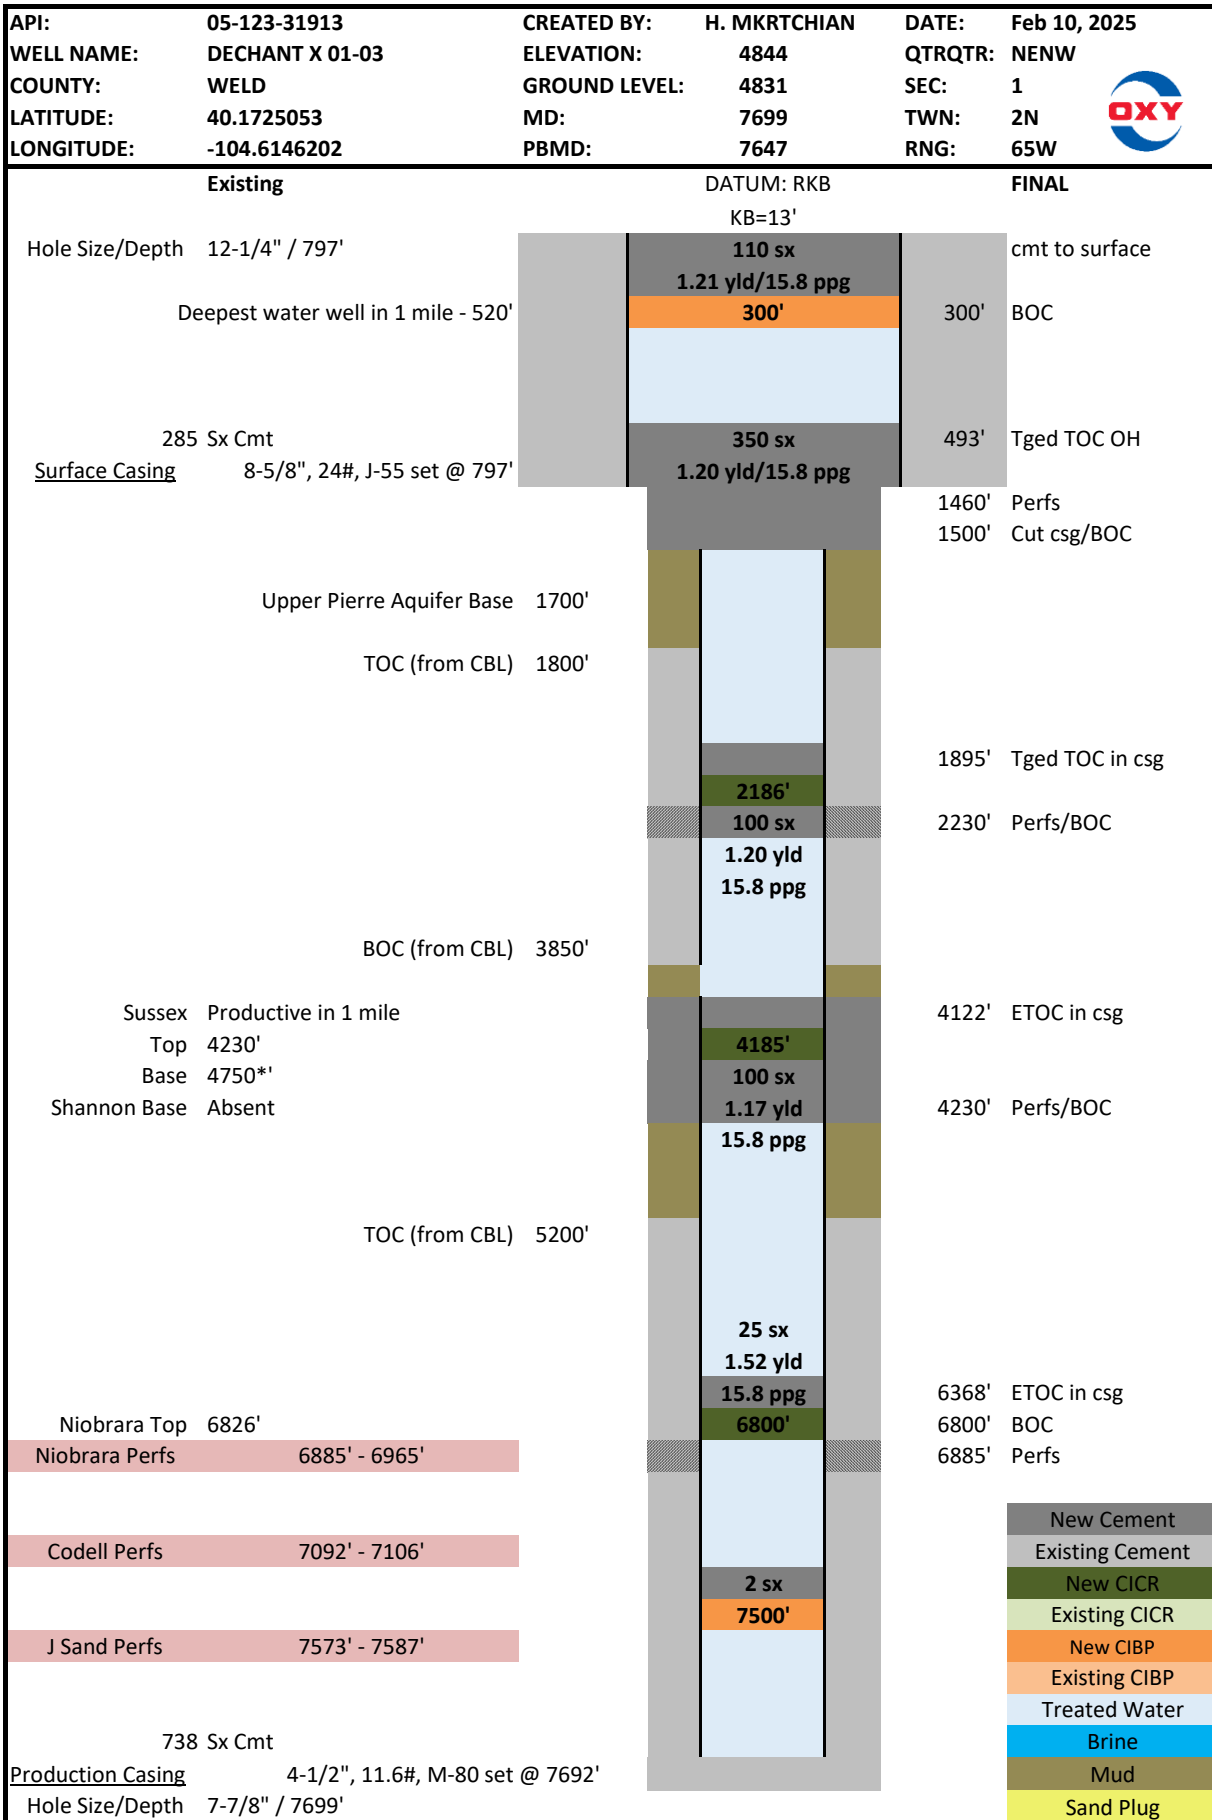 API: 05-123-31913 CREATED BY: H. MKRTCHIAN DATE: Feb 10, 2025
WELL NAME: DECHANT X 01-03 ELEVATION: 4844 QTRQTR: NENW
COUNTY: WELD GROUND LEVEL: 4831 SEC: 1
OXY
LATITUDE: 40.1725053 MD: 7699 TWN: 2N
LONGITUDE: -104.6146202 PBMD: 7647 RNG: 65W
Existing DATUM: RKB FINAL
KB=13'
Hole Size/Depth 12-1/4" / 797' 110 sx cmt to surface
1.21 yld/15.8 ppg
Deepest water well in 1 mile - 520' 300' 300' BOC
285 Sx Cmt 350 sx 493' Tged TOC OH
Surface Casing 8-5/8", 24#, J-55 set @ 797' 1.20 yld/15.8 ppg
1460' Perfs
1500' Cut csg/BOC
Upper Pierre Aquifer Base 1700'
TOC (from CBL) 1800'
1895' Tged TOC in csg
2186'
100 sx 2230' Perfs/BOC
1.20 yld
15.8 ppg
BOC (from CBL) 3850'
Sussex Productive in 1 mile 4122' ETOC in csg
Top 4230' 4185'
Base 4750*' 100 sx
Shannon Base Absent 1.17 yld 4230' Perfs/BOC
15.8 ppg
TOC (from CBL) 5200'
25 sx
1.52 yld
15.8 ppg 6368' ETOC in csg
Niobrara Top 6826' 6800' 6800' BOC
Niobrara Perfs 6885' - 6965' 6885' Perfs
New Cement
Codell Perfs 7092' - 7106' Existing Cement
2 sx New CICR
7500' Existing CICR
J Sand Perfs 7573' - 7587' New CIBP
Existing CIBP
Treated Water
738 Sx Cmt Brine
Production Casing 4-1/2", 11.6#, M-80 set @ 7692' Mud
Hole Size/Depth 7-7/8" / 7699' Sand Plug